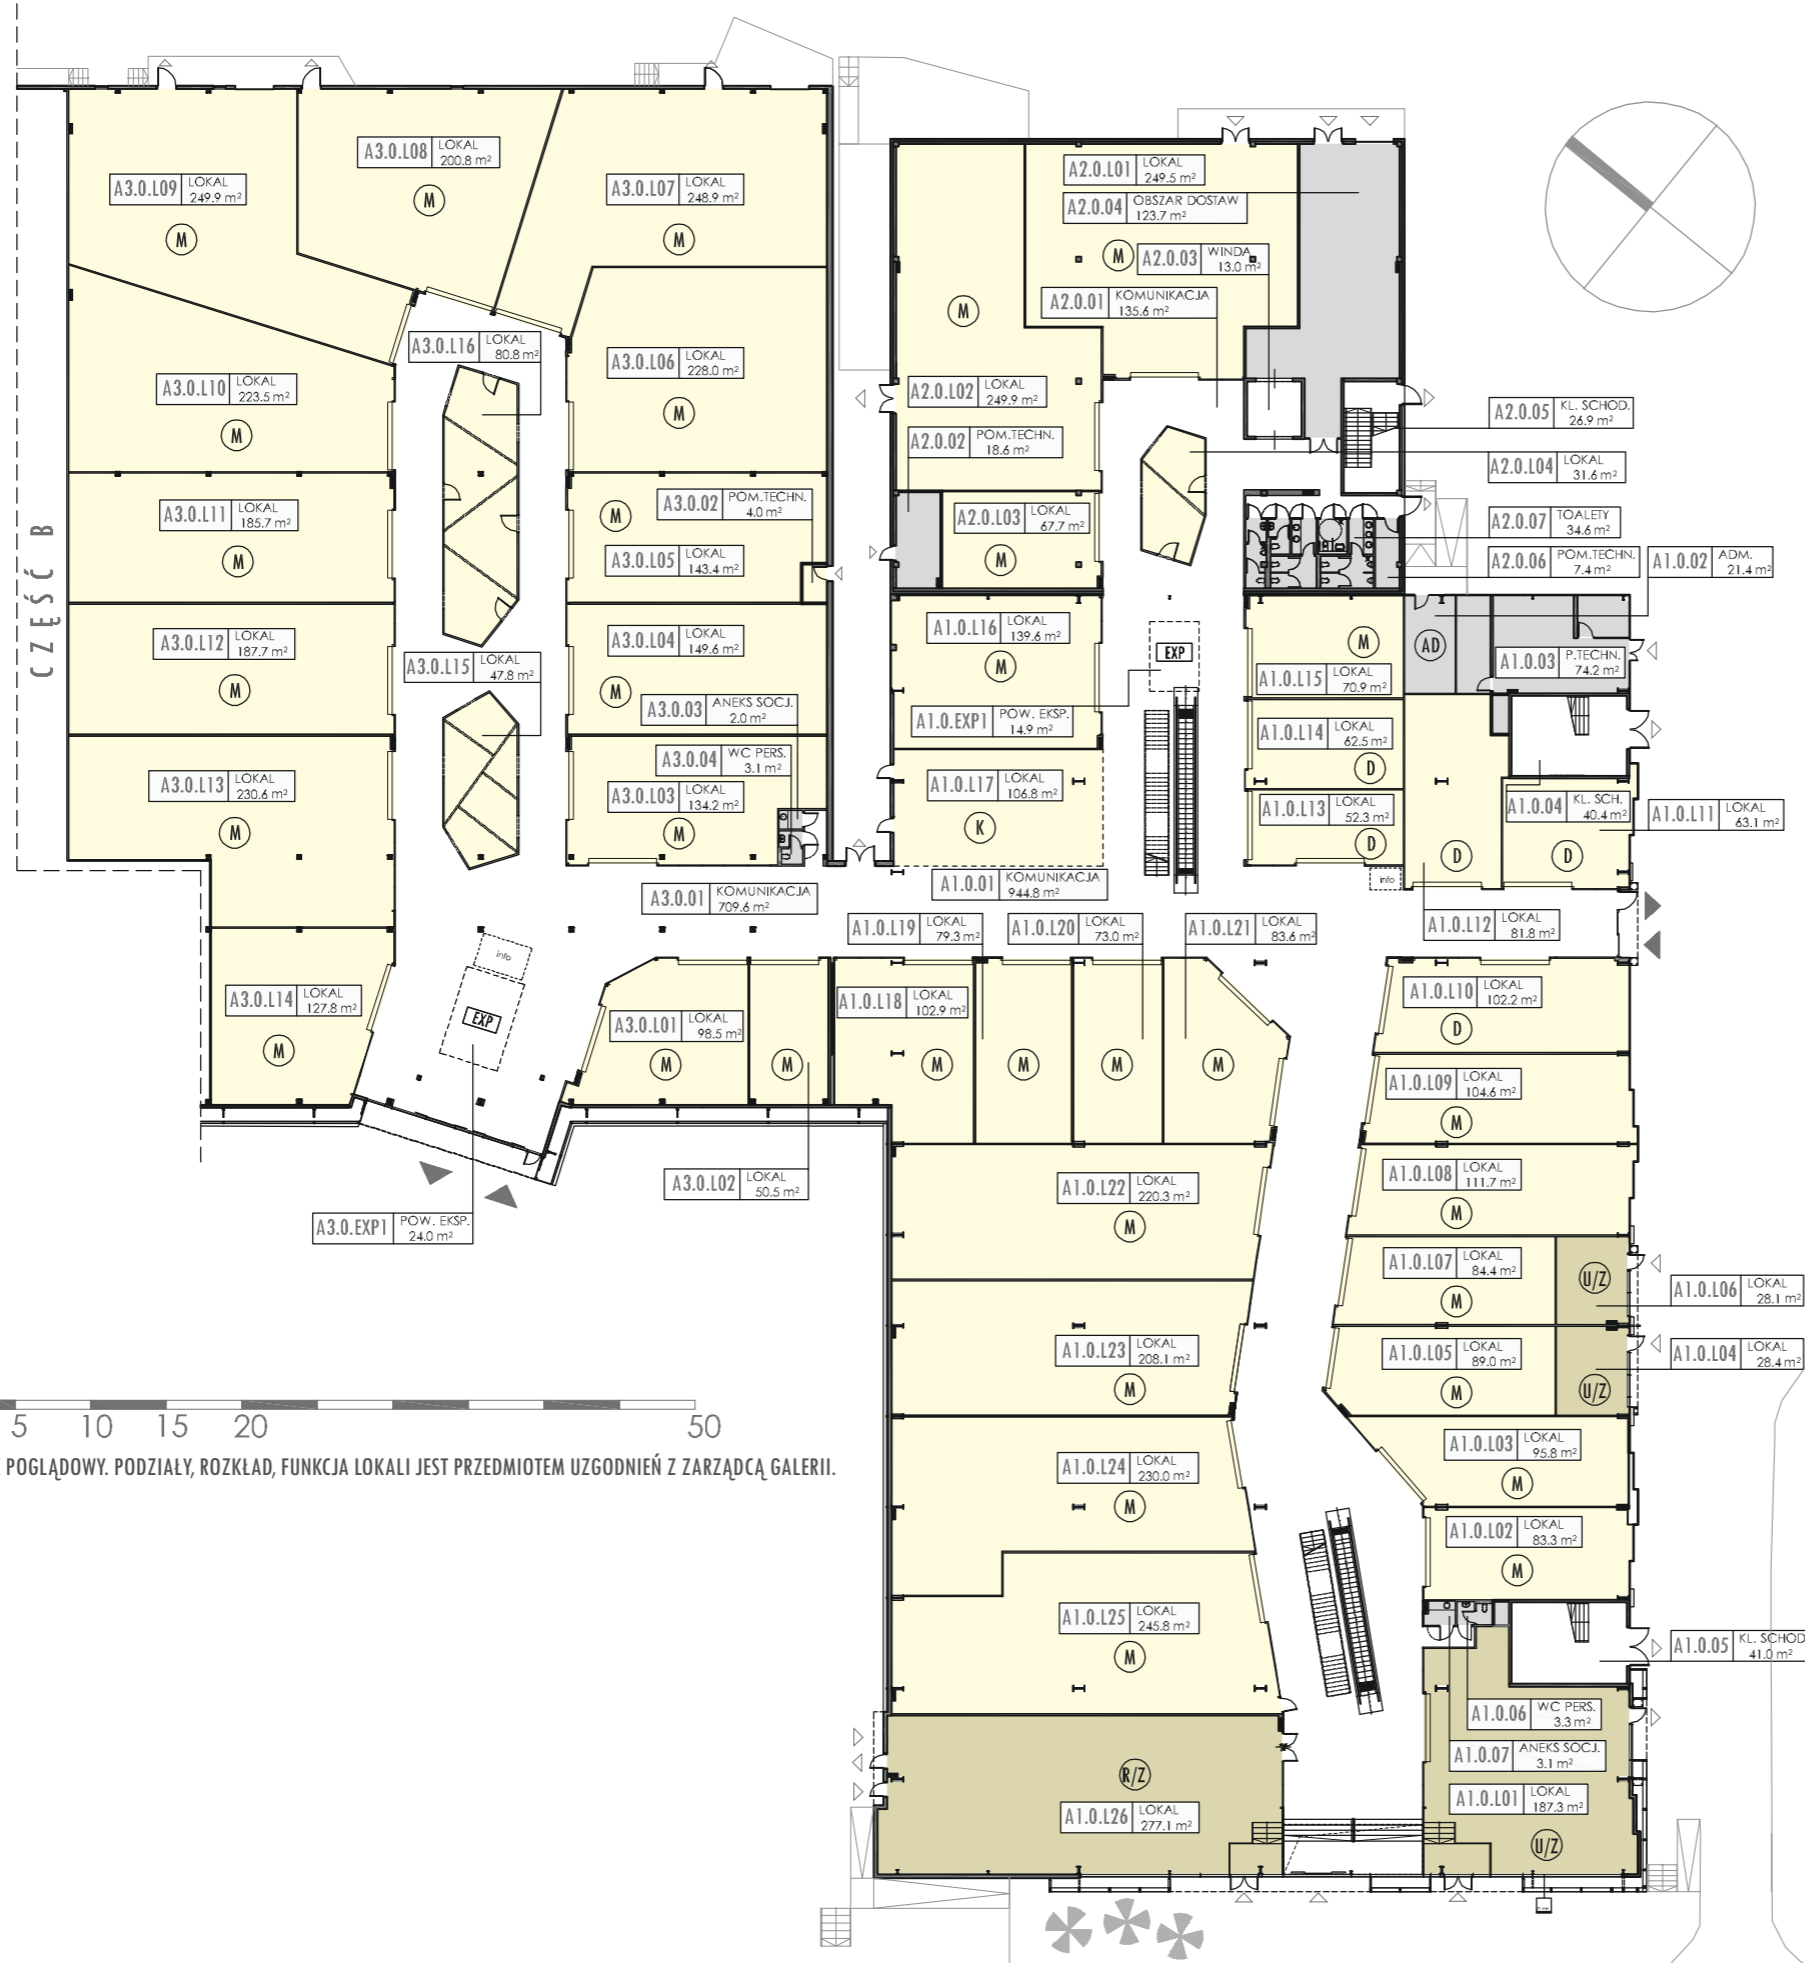 CZĘŚĆ B
A3.0.L09 LOKAL 249.9 m²
M
A3.0.L08 LOKAL 200.8 m²
M
A3.0.L07 LOKAL 248.9 m²
M
A3.0.L16 LOKAL 80.8 m²
A3.0.L10 LOKAL 223.5 m²
M
A3.0.L06 LOKAL 228.0 m²
M
A3.0.L11 LOKAL 185.7 m²
M
A3.0.02 POM.TECHN. 4.0 m²
M
A3.0.L05 LOKAL 143.4 m²
A3.0.L12 LOKAL 187.7 m²
M
A3.0.L15 LOKAL 47.8 m²
A3.0.L04 LOKAL 149.6 m²
M
A3.0.03 ANEKS SOCJ. 2.0 m²
A3.0.04 WC PERS. 3.1 m²
A3.0.L13 LOKAL 230.6 m²
M
A3.0.L03 LOKAL 134.2 m²
M
A3.0.01 KOMUNIKACJA 709.6 m²
info
EXP
A3.0.L14 LOKAL 127.8 m²
M
A3.0.L01 LOKAL 98.5 m²
M
M
A3.0.L02 LOKAL 50.5 m²
A3.0.EXP1 POW. EKSP. 24.0 m²
A2.0.L01 LOKAL 249.5 m²
A2.0.04 OBSZAR DOSTAW 123.7 m²
M
A2.0.03 WINDA 13.0 m²
A2.0.01 KOMUNIKACJA 135.6 m²
M
A2.0.L02 LOKAL 249.9 m²
A2.0.02 POM.TECHN. 18.6 m²
A2.0.L03 LOKAL 67.7 m²
M
A2.0.05 KL. SCHOD. 26.9 m²
A2.0.L04 LOKAL 31.6 m²
A2.0.07 TOALETY 34.6 m²
A2.0.06 POM.TECHN. 7.4 m²
A1.0.02 ADM. 21.4 m²
A1.0.L16 LOKAL 139.6 m²
M
EXP
M
A1.0.L15 LOKAL 70.9 m²
AD
A1.0.03 P.TECHN. 74.2 m²
A1.0.EXP1 POW. EKSP. 14.9 m²
A1.0.L14 LOKAL 62.5 m²
D
A1.0.L17 LOKAL 106.8 m²
K
A1.0.L13 LOKAL 52.3 m²
D
A1.0.04 KL. SCH. 40.4 m²
A1.0.L11 LOKAL 63.1 m²
D
D
info
A1.0.01 KOMUNIKACJA 944.8 m²
A1.0.L19 LOKAL 79.3 m²
A1.0.L20 LOKAL 73.0 m²
A1.0.L21 LOKAL 83.6 m²
A1.0.L12 LOKAL 81.8 m²
A1.0.L18 LOKAL 102.9 m²
M
M
M
M
A1.0.L10 LOKAL 102.2 m²
D
A1.0.L09 LOKAL 104.6 m²
M
A1.0.L22 LOKAL 220.3 m²
M
A1.0.L08 LOKAL 111.7 m²
M
A1.0.L07 LOKAL 84.4 m²
M
U/Z
A1.0.L06 LOKAL 28.1 m²
A1.0.L23 LOKAL 208.1 m²
M
A1.0.L05 LOKAL 89.0 m²
M
U/Z
A1.0.L04 LOKAL 28.4 m²
5 10 15 20 50
POGLĄDOWY. PODZIAŁY, ROZKŁAD, FUNKCJA LOKALI JEST PRZEDMIOTEM UZGODNIEŃ Z ZARZĄDCĄ GALERII.
A1.0.L24 LOKAL 230.0 m²
M
A1.0.L03 LOKAL 95.8 m²
M
A1.0.L02 LOKAL 83.3 m²
M
A1.0.L25 LOKAL 245.8 m²
M
A1.0.05 KL. SCHOD 41.0 m²
A1.0.06 WC PERS. 3.3 m²
A1.0.07 ANEKS SOCJ. 3.1 m²
R/Z
A1.0.L26 LOKAL 277.1 m²
A1.0.L01 LOKAL 187.3 m²
U/Z